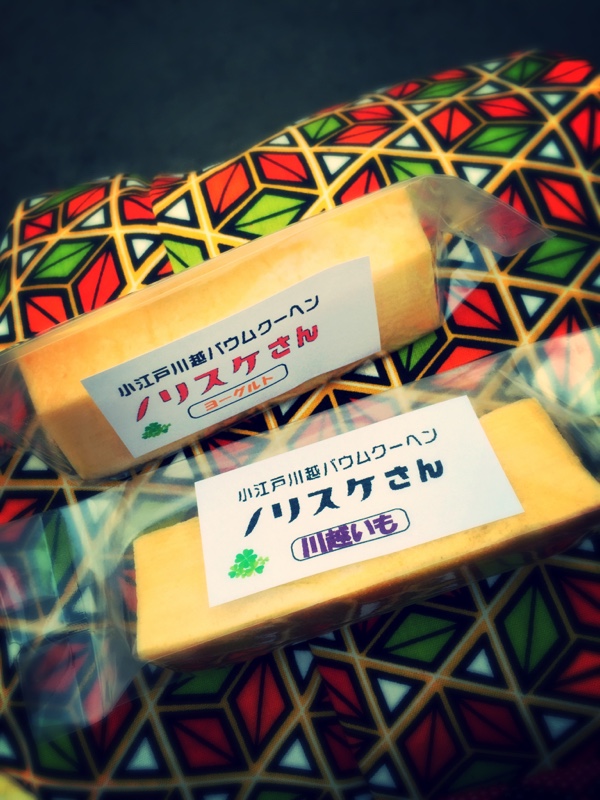 小江戸川越バウムクーヘン
ノリスケさん
ヨーグルト
小江戸川越バウムクーヘン
ノリスケさん
川越いも